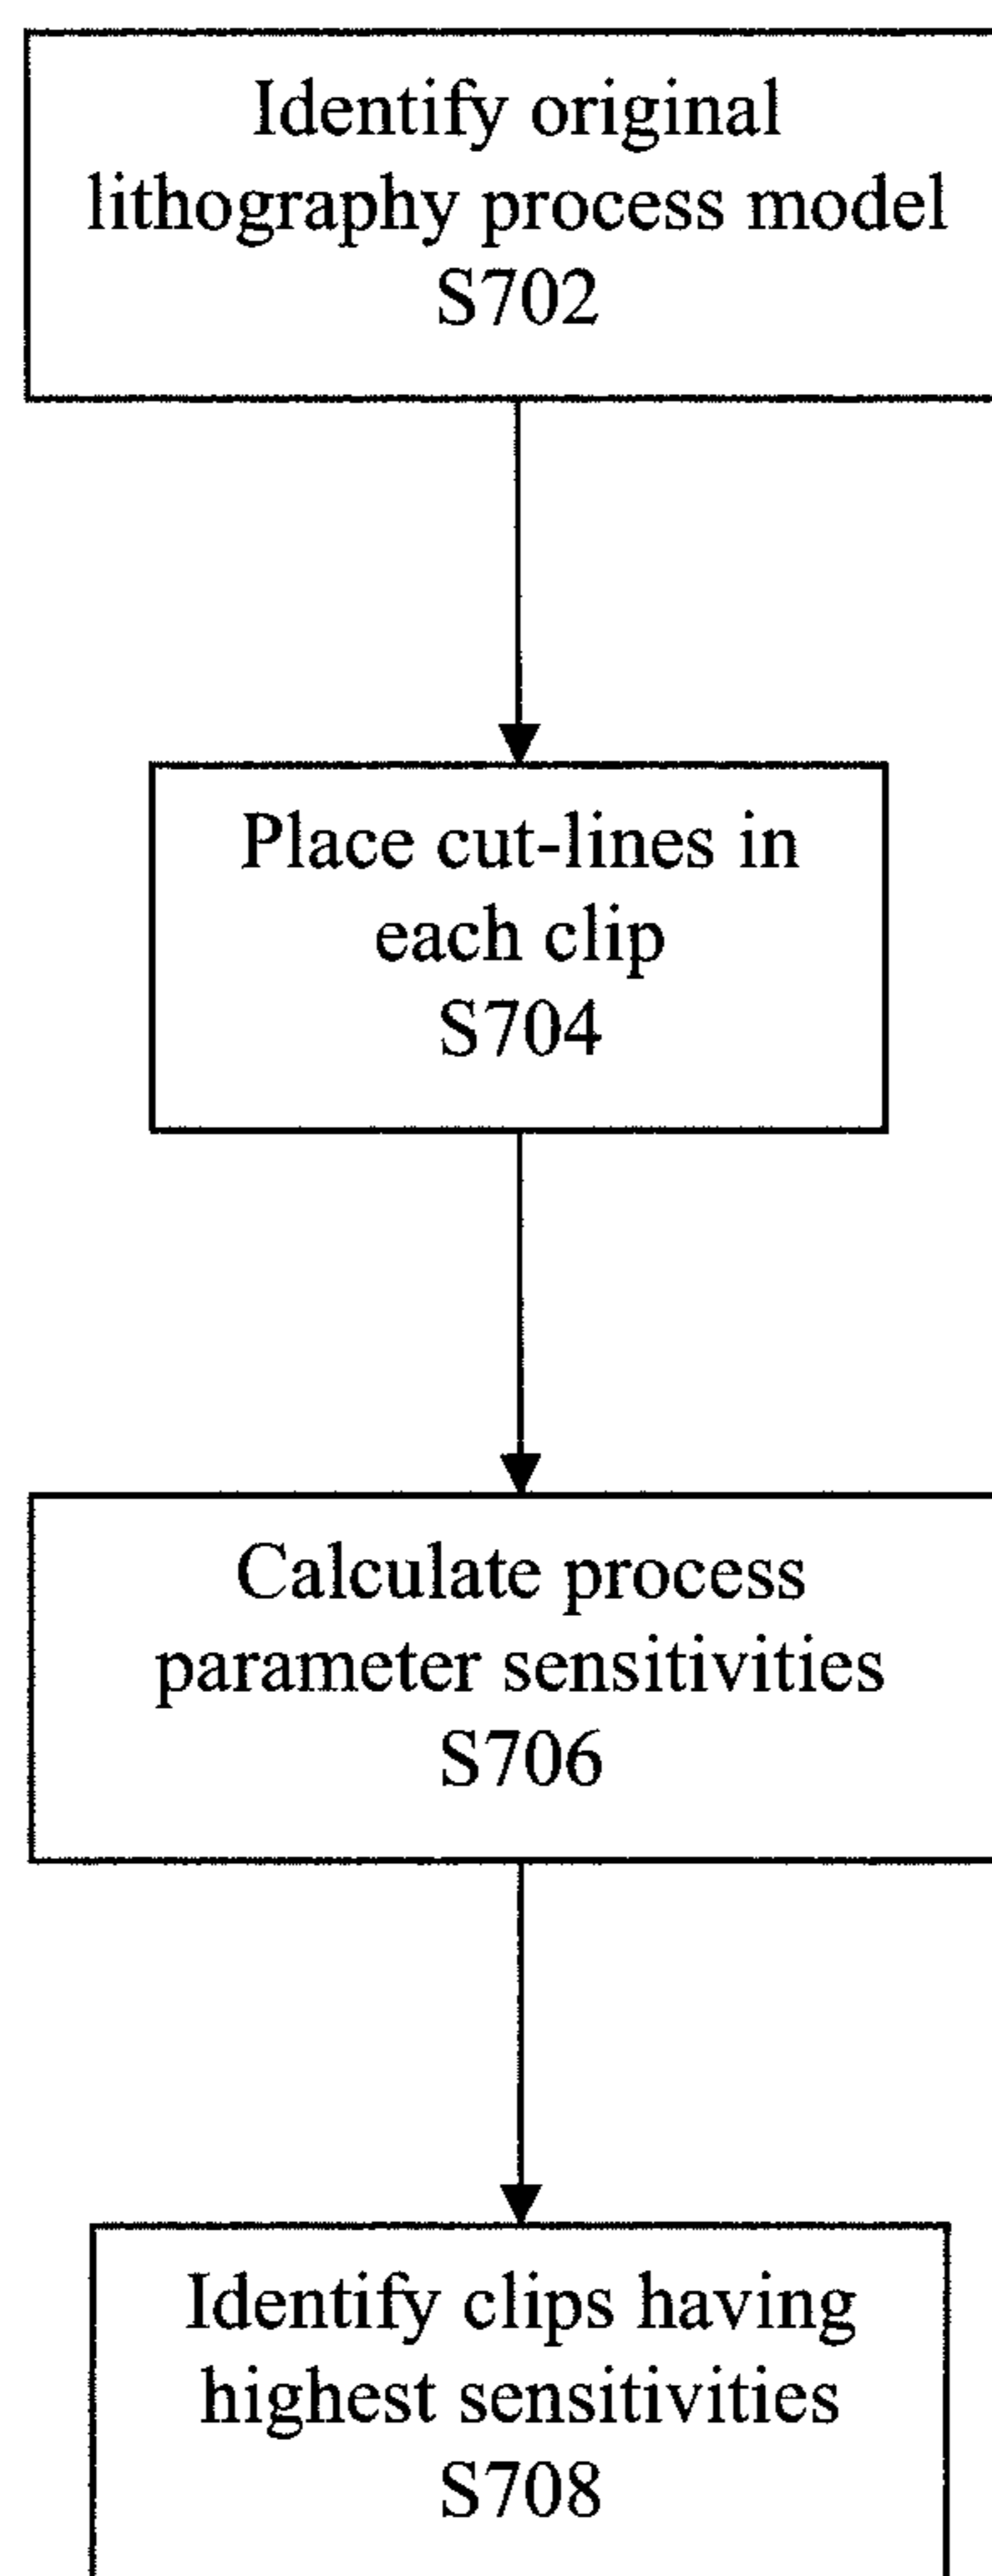 Identify original
lithography process model
S702
Place cut-lines in
each clip
S704
Calculate process
parameter sensitivities
S706
Identify clips having
highest sensitivities
S708